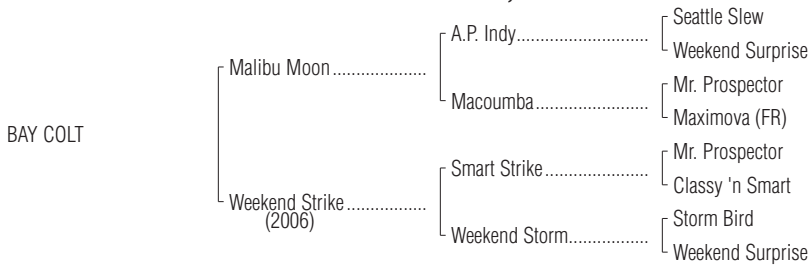 Seattle Slew
A.P. Indy
Weekend Surprise
Malibu Moon
Mr. Prospector
Macoumba
Maximova (FR)
BAY COLT
Mr. Prospector
Smart Strike
Classy 'n Smart
Weekend Strike
(2006)
Storm Bird
Weekend Storm
Weekend Surprise